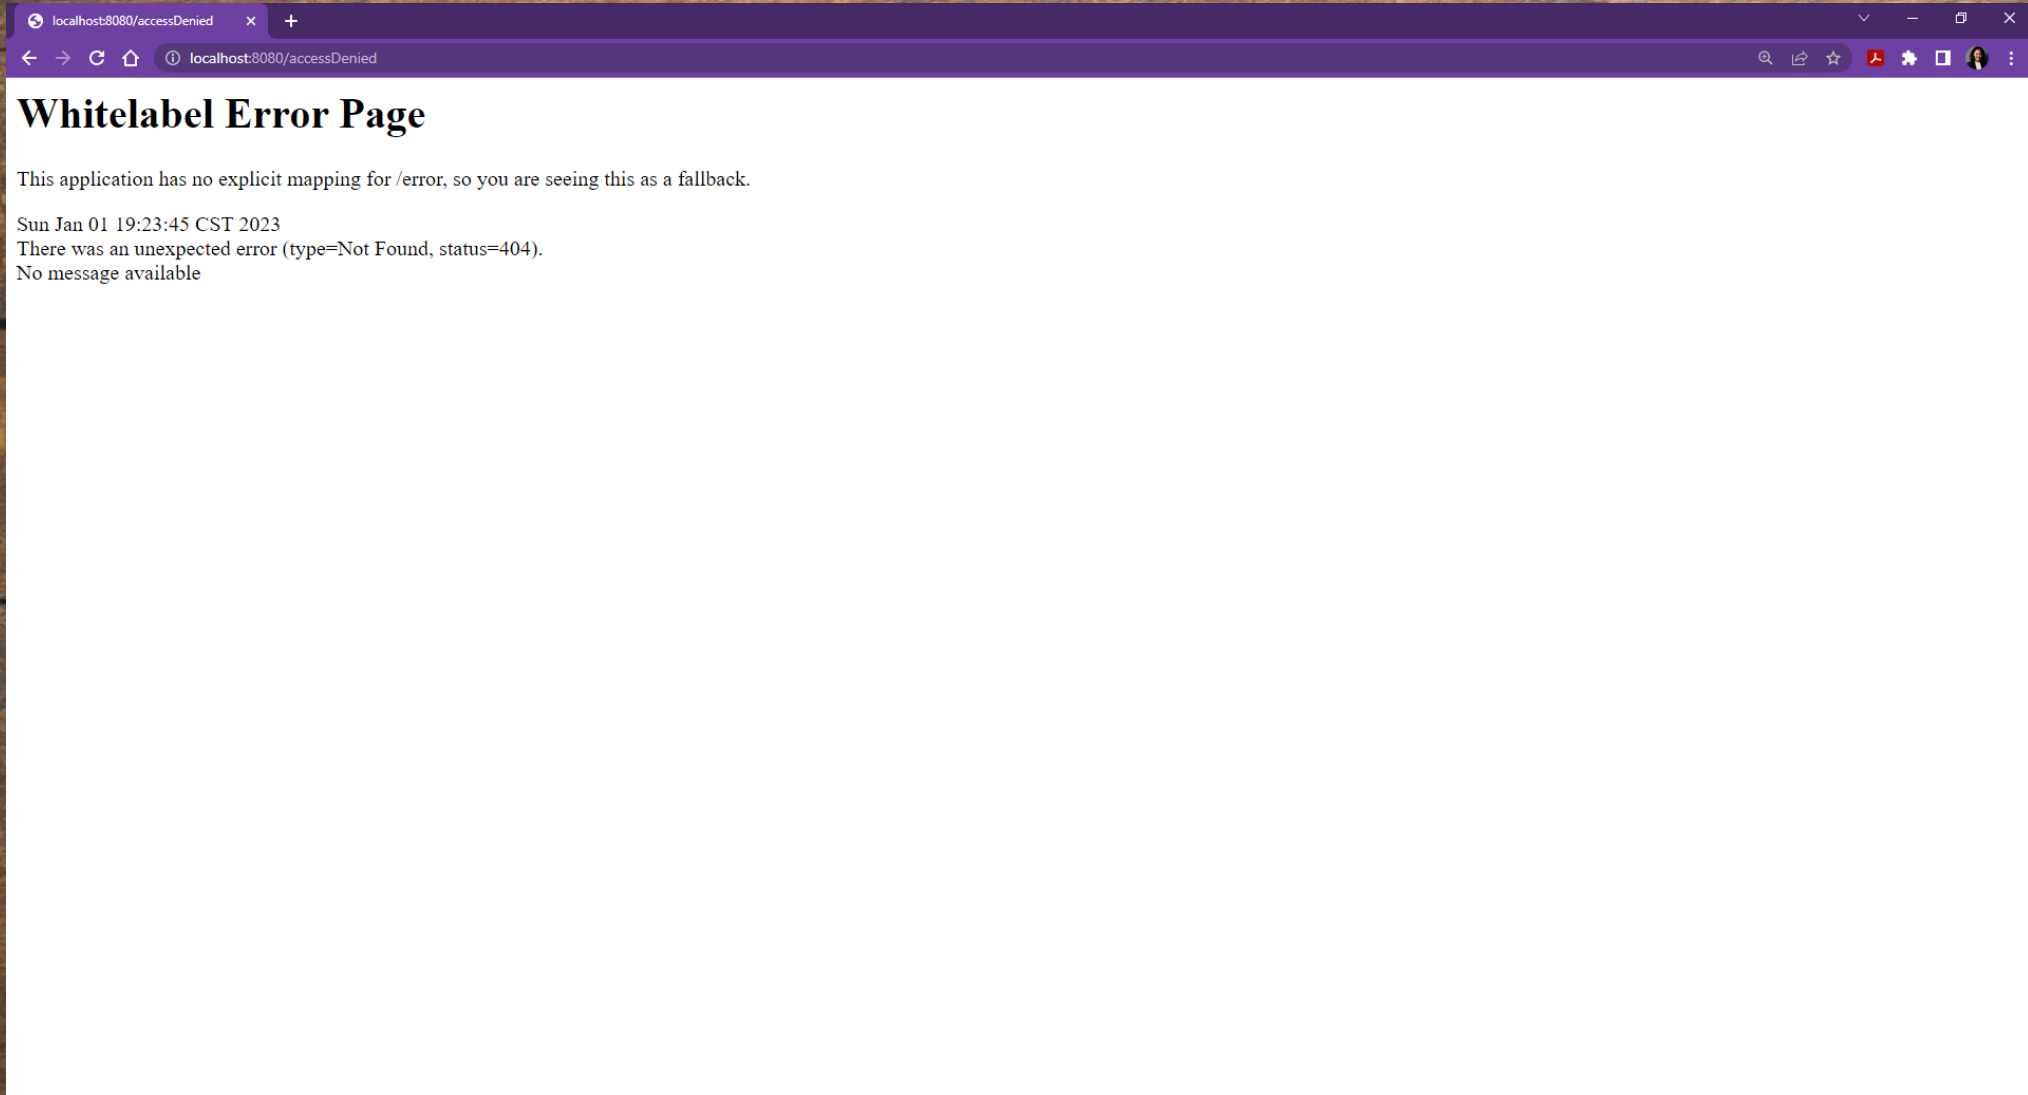 localhost:8080/accessDenied
localhost:8080/accessDenied
Whitelabel Error Page
This application has no explicit mapping for /error, so you are seeing this as a fallback.
Sun Jan 01 19:23:45 CST 2023
There was an unexpected error (type=Not Found, status=404).
No message available